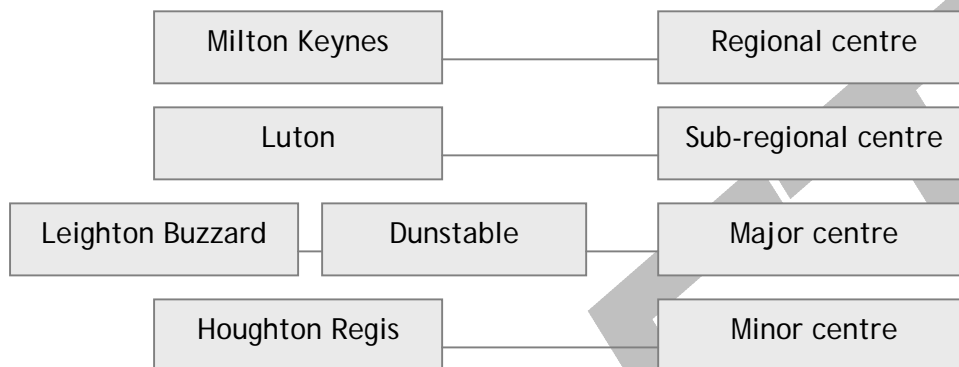 Milton Keynes Regional centre
Luton Sub-regional centre
Leighton Buzzard Dunstable Major centre
Houghton Regis Minor centre